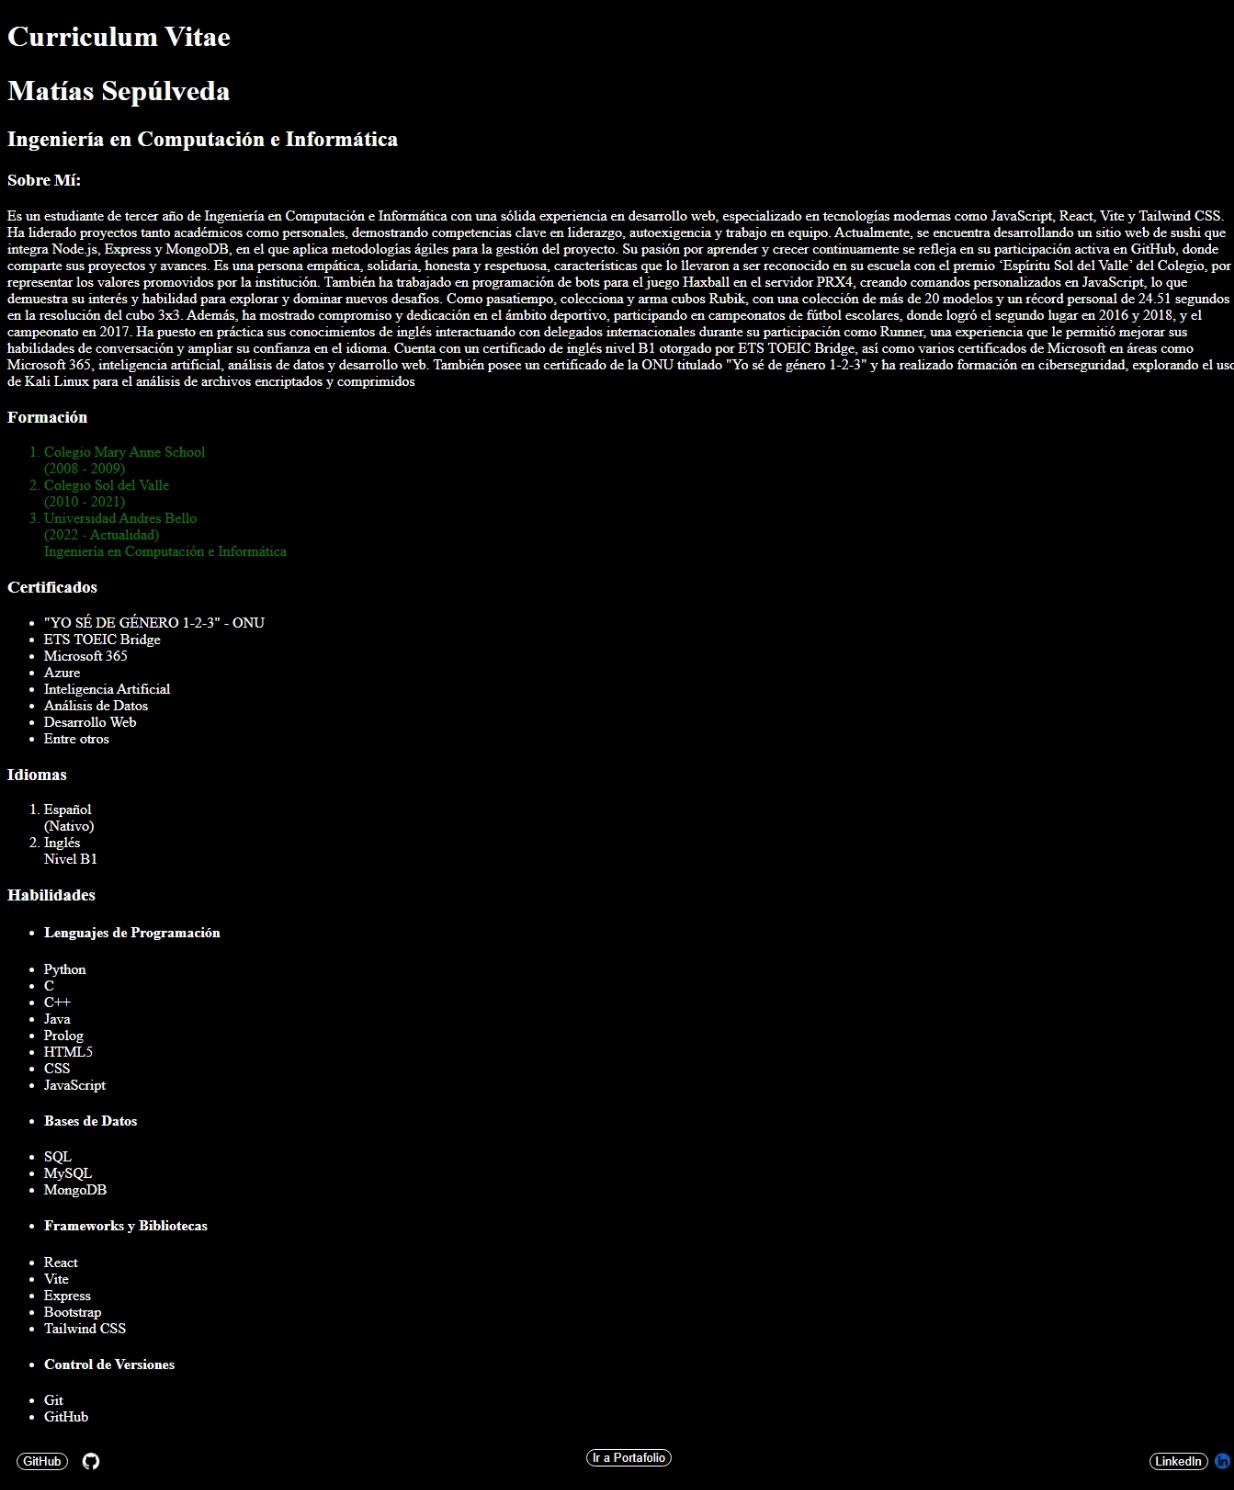 Curriculum Vitae
Matías Sepúlveda
Ingeniería en Computación e Informática
Sobre Mí:
Es un estudiante de tercer año de Ingeniería en Computación e Informática con una sólida experiencia en desarrollo web, especializado en tecnologías modernas como JavaScript, React, Vite y Tailwind CSS.
Ha liderado proyectos tanto académicos como personales, demostrando competencias clave en liderazgo, autoexigencia y trabajo en equipo. Actualmente, se encuentra desarrollando un sitio web de sushi que
integra Node.js, Express y MongoDB, en el que aplica metodologías ágiles para la gestión del proyecto. Su pasión por aprender y crecer continuamente se refleja en su participación activa en GitHub, donde
comparte sus proyectos y avances. Es una persona empática, solidaria, honesta y respetuosa, características que lo llevaron a ser reconocido en su escuela con el premio ‘Espíritu Sol del Valle’ del Colegio, por
representar los valores promovidos por la institución. También ha trabajado en programación de bots para el juego Haxball en el servidor PRX4, creando comandos personalizados en JavaScript, lo que
demuestra su interés y habilidad para explorar y dominar nuevos desafíos. Como pasatiempo, colecciona y arma cubos Rubik, con una colección de más de 20 modelos y un récord personal de 24.51 segundos
en la resolución del cubo 3x3. Además, ha mostrado compromiso y dedicación en el ámbito deportivo, participando en campeonatos de fútbol escolares, donde logró el segundo lugar en 2016 y 2018, y el
campeonato en 2017. Ha puesto en práctica sus conocimientos de inglés interactuando con delegados internacionales durante su participación como Runner, una experiencia que le permitió mejorar sus
habilidades de conversación y ampliar su confianza en el idioma. Cuenta con un certificado de inglés nivel B1 otorgado por ETS TOEIC Bridge, así como varios certificados de Microsoft en áreas como
Microsoft 365, inteligencia artificial, análisis de datos y desarrollo web. También posee un certificado de la ONU titulado "Yo sé de género 1-2-3" y ha realizado formación en ciberseguridad, explorando el uso
de Kali Linux para el análisis de archivos encriptados y comprimidos
Formación
1. Colegio Mary Anne School
(2008 - 2009)
2. Colegio Sol del Valle
(2010 - 2021)
3. Universidad Andres Bello
(2022 - Actualidad)
Ingeniería en Computación e Informática
Certificados
• "YO SÉ DE GÉNERO 1-2-3" - ONU
• ETS TOEIC Bridge
• Microsoft 365
• Azure
• Inteligencia Artificial
• Análisis de Datos
• Desarrollo Web
• Entre otros
Idiomas
1. Español
(Nativo)
2. Inglés
Nivel B1
Habilidades
• Lenguajes de Programación
• Python
• C
• C++
• Java
• Prolog
• HTML5
• CSS
• JavaScript
• Bases de Datos
• SQL
• MySQL
• MongoDB
• Frameworks y Bibliotecas
• React
• Vite
• Express
• Bootstrap
• Tailwind CSS
• Control de Versiones
• Git
• GitHub
GitHub
Ir a Portafolio
LinkedIn in